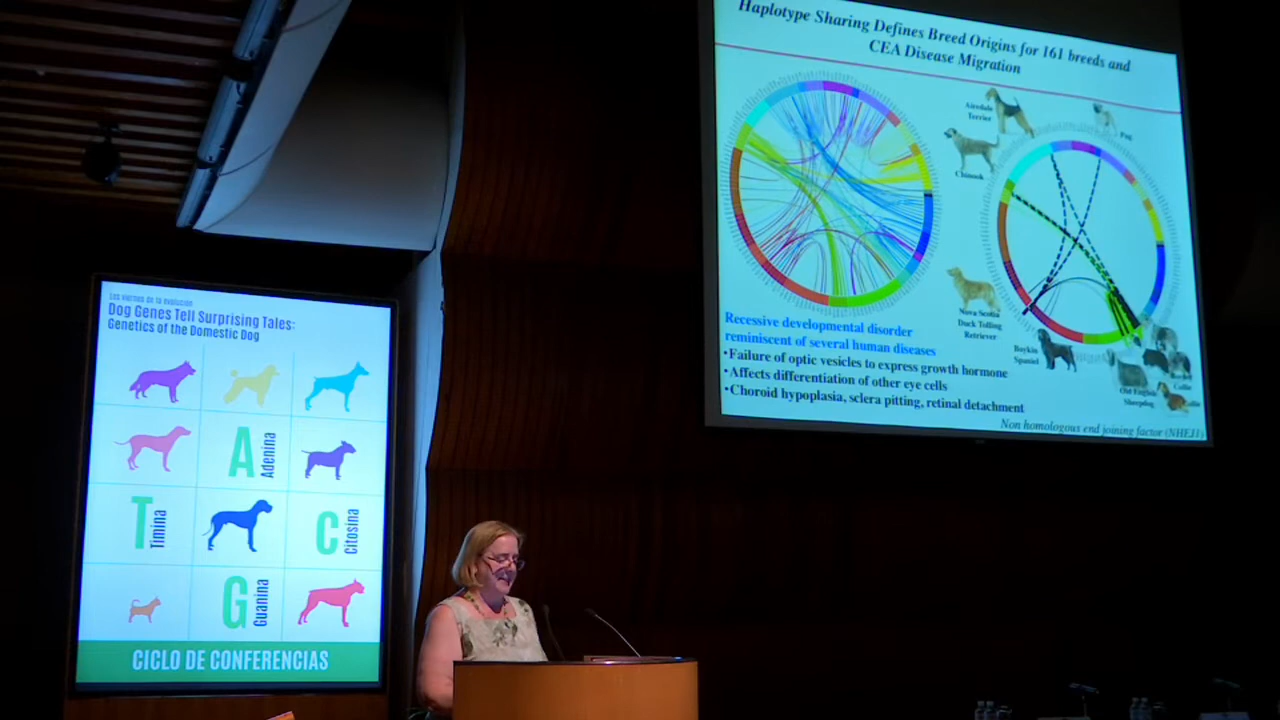 Haplotype Sharing Defines Breed Origins for 161 breeds and
CEA Disease Migration
Airedale
Terrier
Pug
Chinook
Nova Scotia
Duck Tolling
Retriever
Boykin
Spaniel
Old English
Sheepdog
Border
Collie
Recessive developmental disorder
reminiscent of several human diseases
•Failure of optic vesicles to express growth hormone
•Affects differentiation of other eye cells
•Choroid hypoplasia, sclera pitting, retinal detachment
Non homologous end joining factor (NHEJ1)
Los viernes de la evolución
Dog Genes Tell Surprising Tales:
Genetics of the Domestic Dog
A Adenina
T Timina
C Citosina
G Guanina
CICLO DE CONFERENCIAS